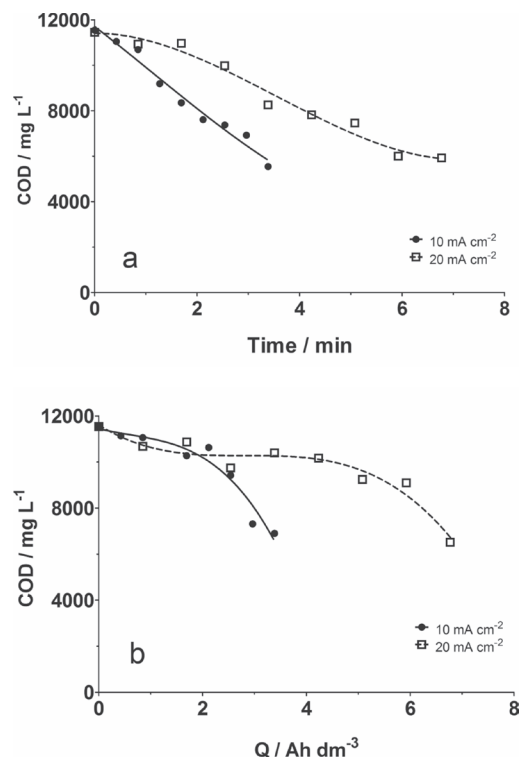 12000
8000
4000
0
COD / mg L⁻¹
a
10 mA cm⁻²
20 mA cm⁻²
0 2 4 6 8
Time / min
12000
8000
4000
0
COD / mg L⁻¹
b
10 mA cm⁻²
20 mA cm⁻²
0 2 4 6 8
Q / Ah dm⁻³